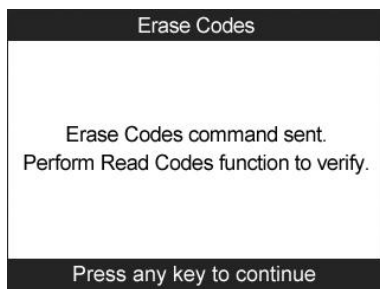 Erase Codes
Erase Codes command sent.
Perform Read Codes function to verify.
Press any key to continue